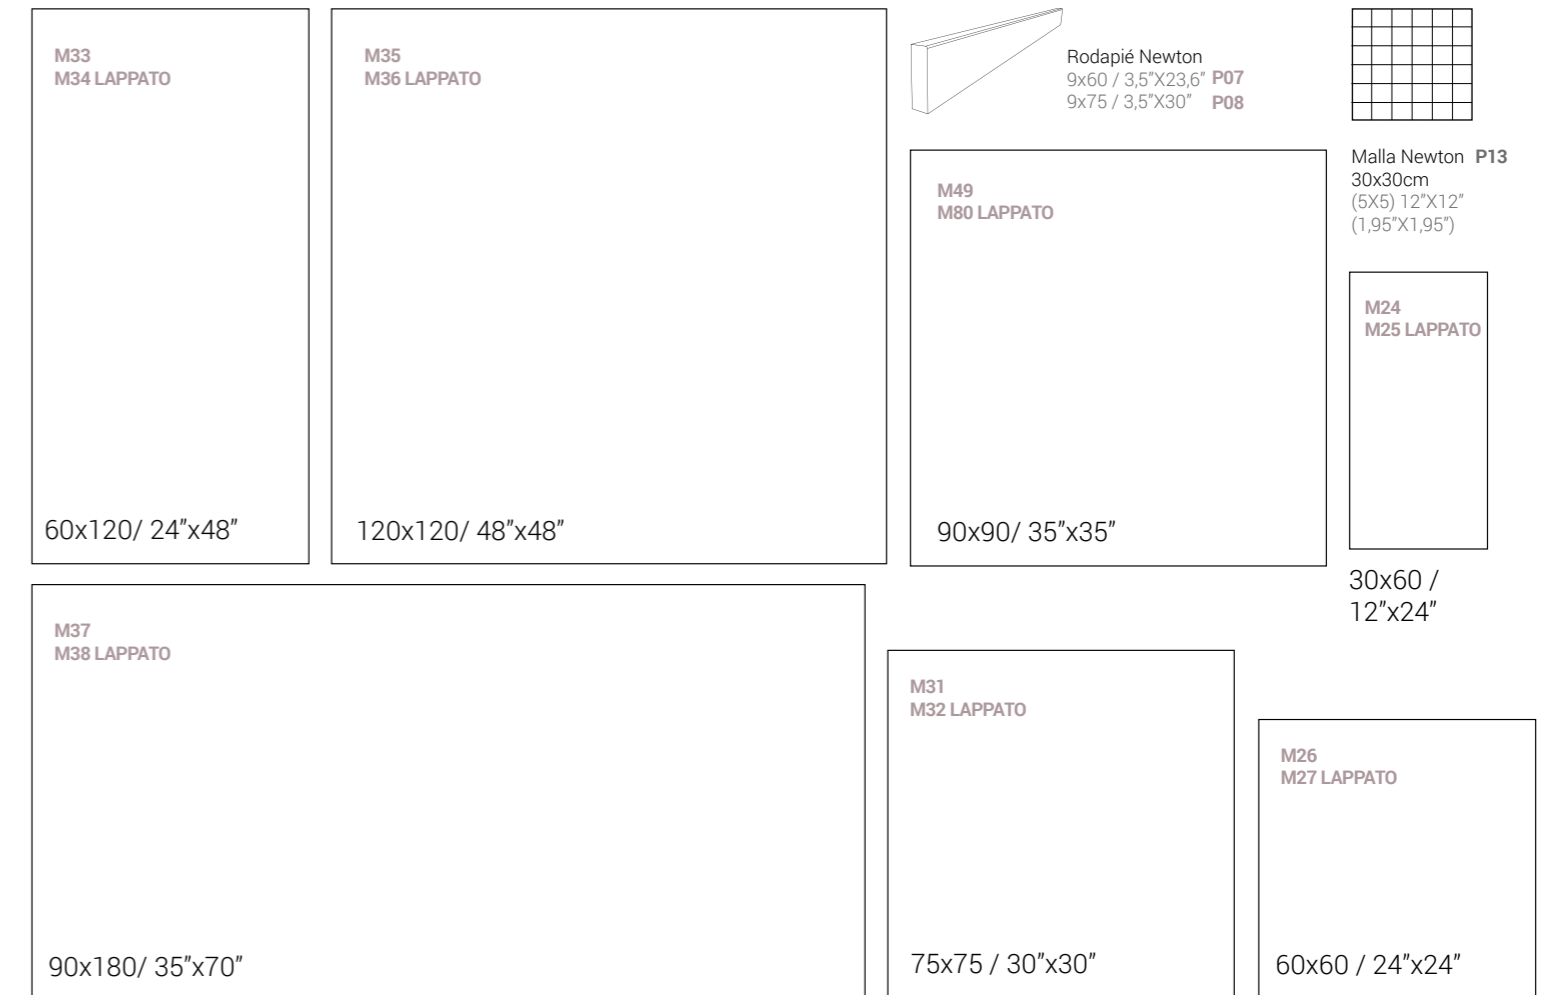 M33
M34 LAPPATO
60x120/ 24”x48”
M35
M36 LAPPATO
120x120/ 48”x48”
Rodapié Newton
9x60 / 3,5”X23,6” P07
9x75 / 3,5”X30” P08
M49
M80 LAPPATO
90x90/ 35”x35”
Malla Newton P13
30x30cm
(5X5) 12”X12”
(1,95”X1,95”)
M24
M25 LAPPATO
30x60 /
12”x24”
M37
M38 LAPPATO
90x180/ 35”x70”
M31
M32 LAPPATO
75x75 / 30”x30”
M26
M27 LAPPATO
60x60 / 24”x24”